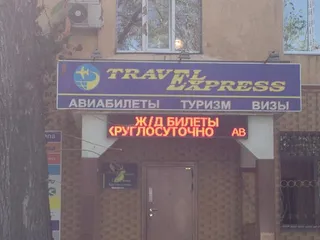 TRAVEL EXPRESS
АВИАБИЛЕТЫ ТУРИЗМ ВИЗЫ
Ж/Д БИЛЕТЫ
КРУГЛОСУТОЧНО АВ